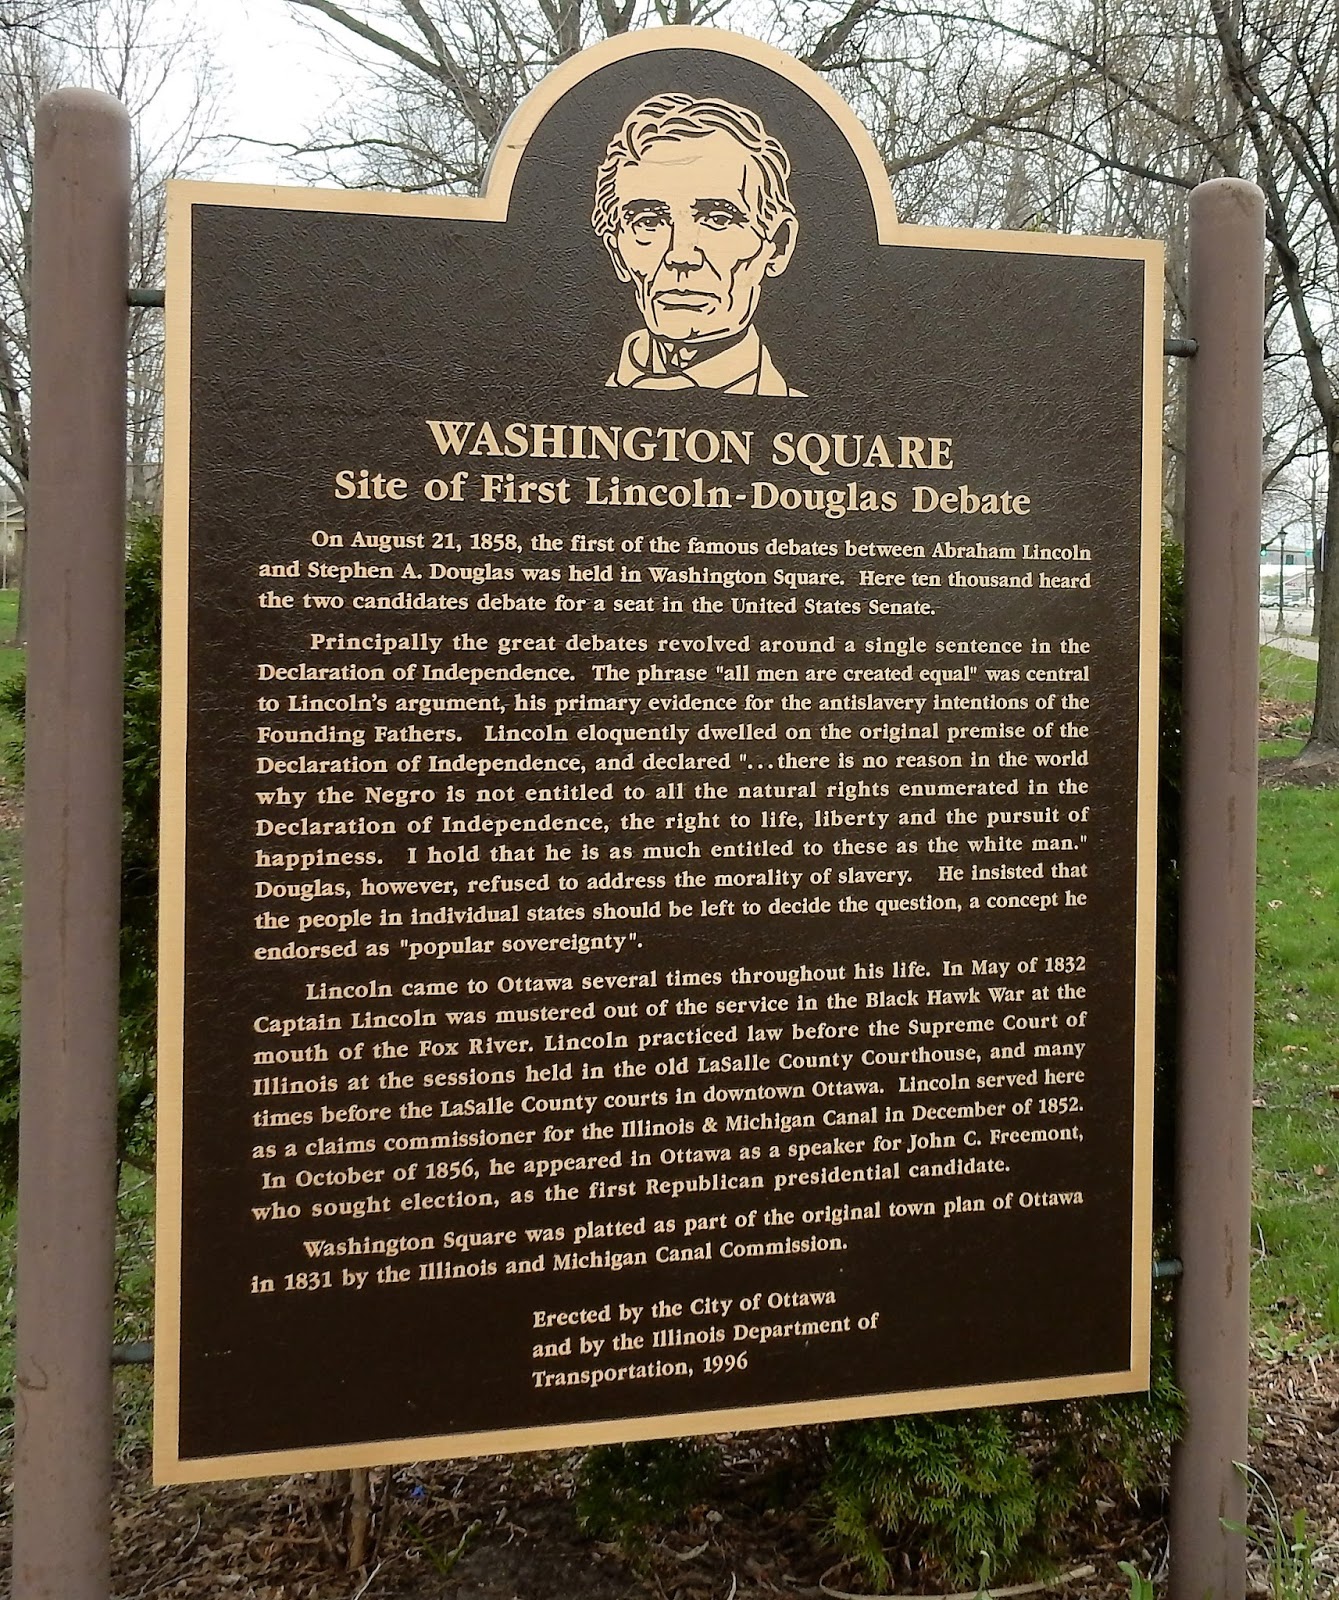 WASHINGTON SQUARE
Site of First Lincoln-Douglas Debate
On August 21, 1858, the first of the famous debates between Abraham Lincoln
and Stephen A. Douglas was held in Washington Square. Here ten thousand heard
the two candidates debate for a seat in the United States Senate.
Principally the great debates revolved around a single sentence in the
Declaration of Independence. The phrase "all men are created equal" was central
to Lincoln's argument, his primary evidence for the antislavery intentions of the
Founding Fathers. Lincoln eloquently dwelled on the original premise of the
Declaration of Independence, and declared "...there is no reason in the world
why the Negro is not entitled to all the natural rights enumerated in the
Declaration of Independence, the right to life, liberty and the pursuit of
happiness. I hold that he is as much entitled to these as the white man."
Douglas, however, refused to address the morality of slavery. He insisted that
the people in individual states should be left to decide the question, a concept he
endorsed as "popular sovereignty".
Lincoln came to Ottawa several times throughout his life. In May of 1832
Captain Lincoln was mustered out of the service in the Black Hawk War at the
mouth of the Fox River. Lincoln practiced law before the Supreme Court of
Illinois at the sessions held in the old LaSalle County Courthouse, and many
times before the LaSalle County courts in downtown Ottawa. Lincoln served here
as a claims commissioner for the Illinois & Michigan Canal in December of 1852.
In October of 1856, he appeared in Ottawa as a speaker for John C. Freemont,
who sought election, as the first Republican presidential candidate.
Washington Square was platted as part of the original town plan of Ottawa
in 1831 by the Illinois and Michigan Canal Commission.
Erected by the City of Ottawa
and by the Illinois Department of
Transportation, 1996